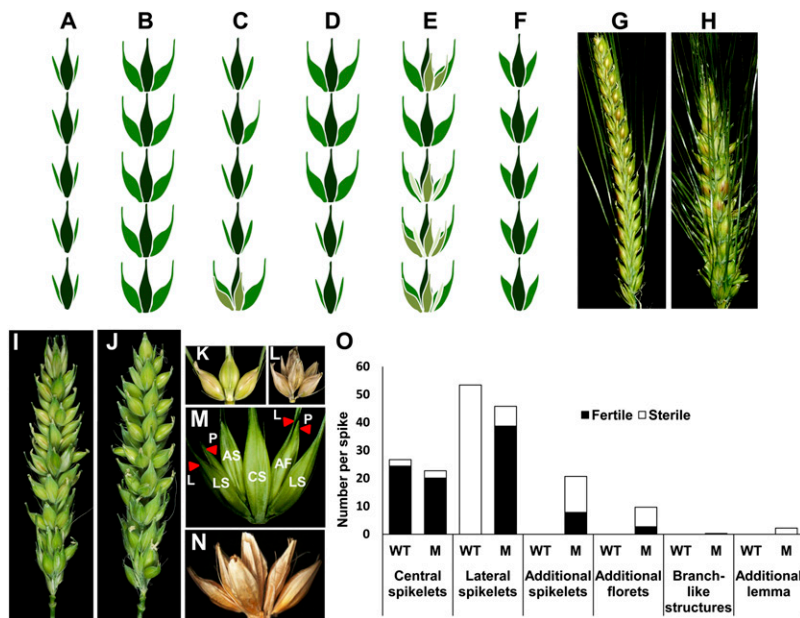 A B C D E F G H
I J K L O
M L P
P AS AF
L LS CS LS
N
Number per spike
60
50
40
30
20
10
0
Fertile Sterile
WT M WT M WT M WT M WT M WT M
Central spikelets
Lateral spikelets
Additional spikelets
Additional florets
Branch-like structures
Additional lemma